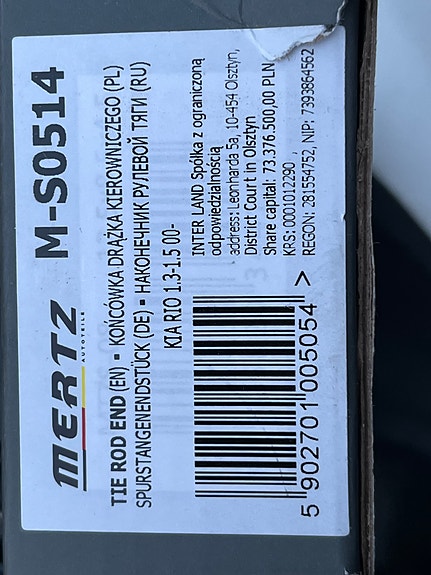 MERTZ M-S0514
AUTOTEILE
TIE ROD END (EN) ▪ KOŃCÓWKA DRĄŻKA KIEROWNICZEGO (PL)
SPURSTANGENENDSTÜCK (DE) ▪ НАКОНЕЧНИК РУЛЕВОЙ ТЯГИ (RU)
KIA RIO 1.3-1.5 00-
INTER LAND Spółka z ograniczoną
odpowiedzialnością
address: Leonharda 5a, 10-454 Olsztyn,
District Court in Olsztyn
Share capital: 73.376.500,00 PLN
KRS: 0001012290 ,
REGON: 281554752, NIP: 7393864562
5 902701 005054 >